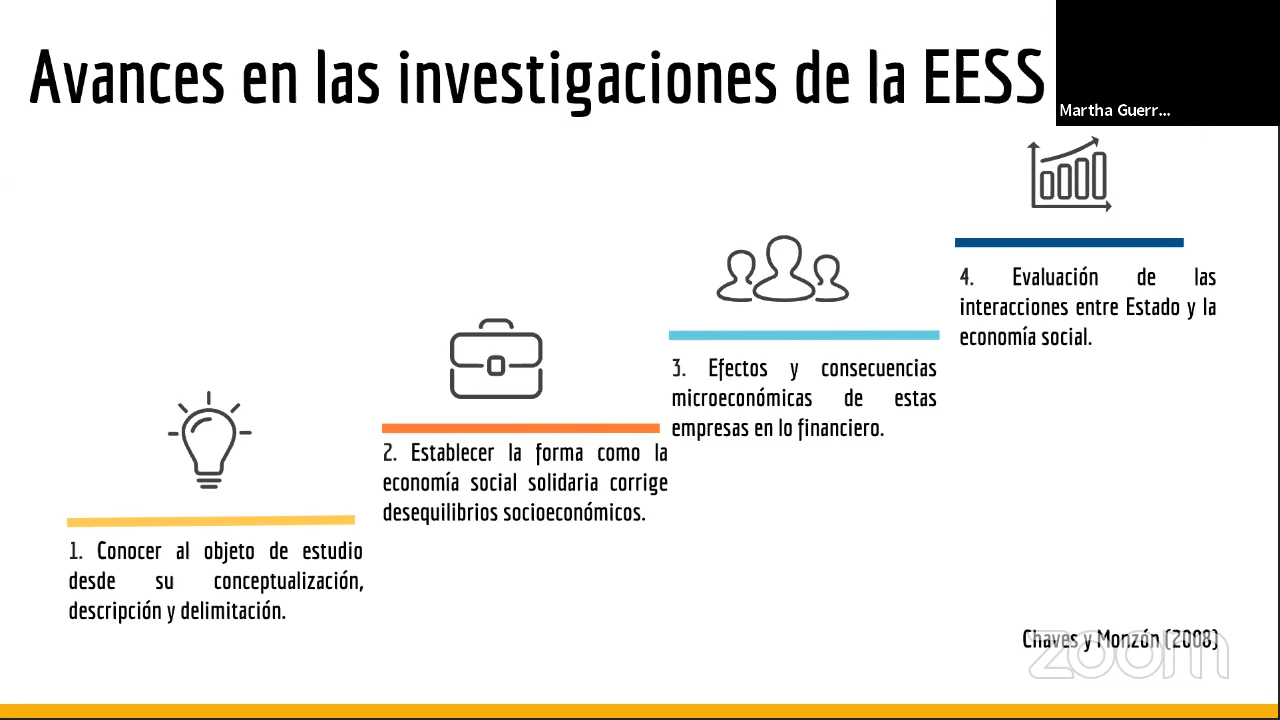 Avances en las investigaciones de la EESS
Martha Guerr...
4. Evaluación de las
interacciones entre Estado y la
economía social.
3. Efectos y consecuencias
microeconómicas de estas
empresas en lo financiero.
2. Establecer la forma como la
economía social solidaria corrige
desequilibrios socioeconómicos.
1. Conocer al objeto de estudio
desde su conceptualización,
descripción y delimitación.
Chaves y Monzón (2008)
zoom